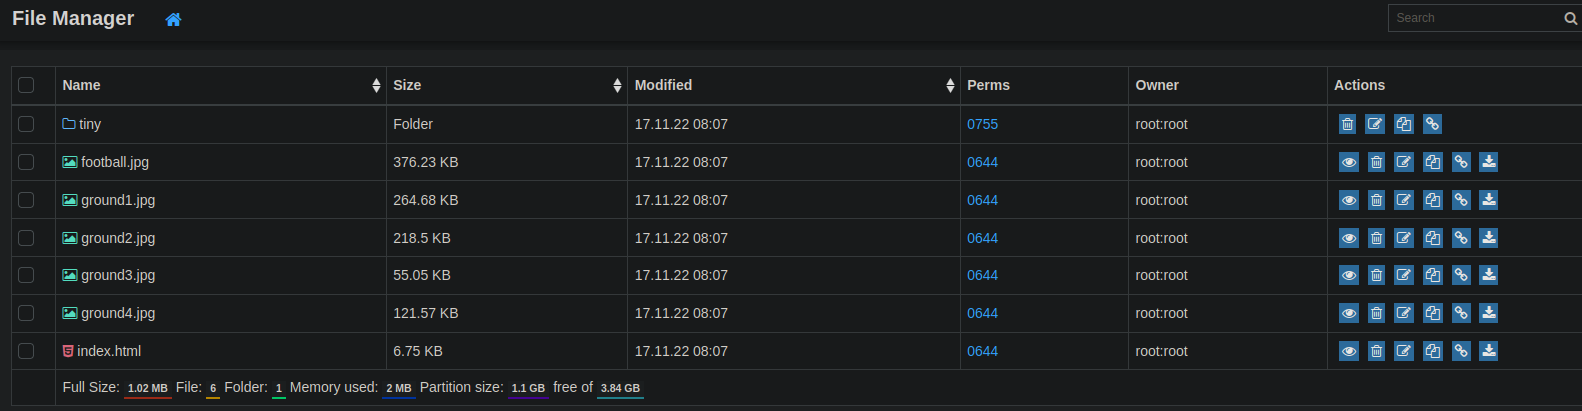 File Manager Search
Name Size Modified Perms Owner Actions
tiny Folder 17.11.22 08:07 0755 root:root
football.jpg 376.23 KB 17.11.22 08:07 0644 root:root
ground1.jpg 264.68 KB 17.11.22 08:07 0644 root:root
ground2.jpg 218.5 KB 17.11.22 08:07 0644 root:root
ground3.jpg 55.05 KB 17.11.22 08:07 0644 root:root
ground4.jpg 121.57 KB 17.11.22 08:07 0644 root:root
index.html 6.75 KB 17.11.22 08:07 0644 root:root
Full Size: 1.02 MB File: 6 Folder: 1 Memory used: 2 MB Partition size: 1.1 GB free of 3.84 GB